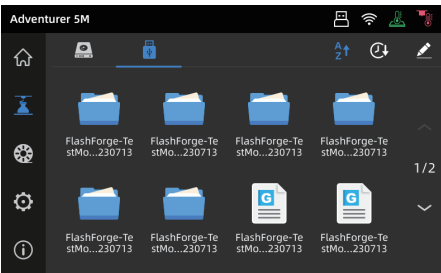 Adventurer 5M
A
Z
FlashForge-Te
stMo...230713
FlashForge-Te
stMo...230713
FlashForge-Te
stMo...230713
FlashForge-Te
stMo...230713
1/2
G
G
FlashForge-Te
stMo...230713
FlashForge-Te
stMo...230713
FlashForge-Te
stMo...230713
FlashForge-Te
stMo...230713